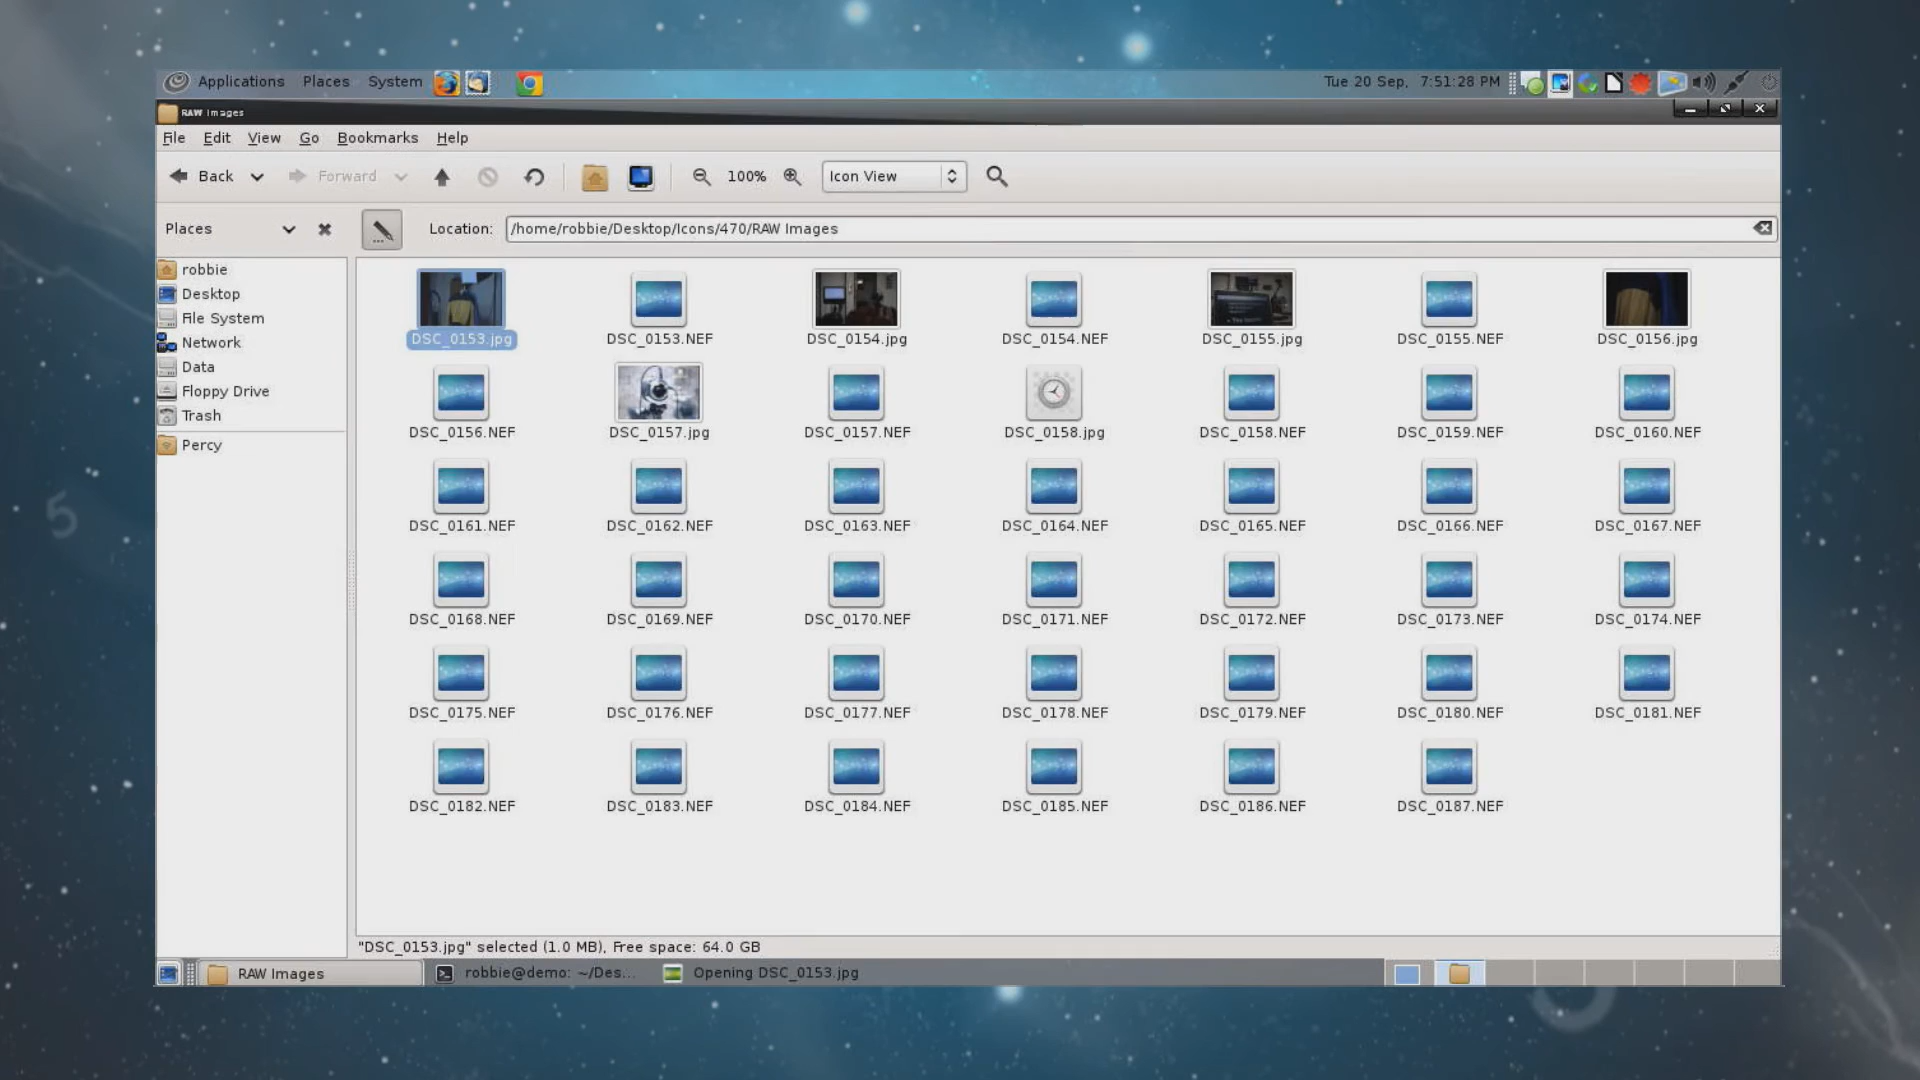 Applications Places System Tue 20 Sep, 7:51:28 PM
RAW Images
File Edit View Go Bookmarks Help
Back Forward 100% Icon View
Places Location: /home/robbie/Desktop/Icons/470/RAW Images
robbie
Desktop
File System
Network
Data
Floppy Drive
Trash
Percy
DSC_0153.jpg DSC_0153.NEF DSC_0154.jpg DSC_0154.NEF DSC_0155.jpg DSC_0155.NEF DSC_0156.jpg
DSC_0156.NEF DSC_0157.jpg DSC_0157.NEF DSC_0158.jpg DSC_0158.NEF DSC_0159.NEF DSC_0160.NEF
DSC_0161.NEF DSC_0162.NEF DSC_0163.NEF DSC_0164.NEF DSC_0165.NEF DSC_0166.NEF DSC_0167.NEF
DSC_0168.NEF DSC_0169.NEF DSC_0170.NEF DSC_0171.NEF DSC_0172.NEF DSC_0173.NEF DSC_0174.NEF
DSC_0175.NEF DSC_0176.NEF DSC_0177.NEF DSC_0178.NEF DSC_0179.NEF DSC_0180.NEF DSC_0181.NEF
DSC_0182.NEF DSC_0183.NEF DSC_0184.NEF DSC_0185.NEF DSC_0186.NEF DSC_0187.NEF
"DSC_0153.jpg" selected (1.0 MB), Free space: 64.0 GB
RAW Images robbie@demo: ~/Des... Opening DSC_0153.jpg
5